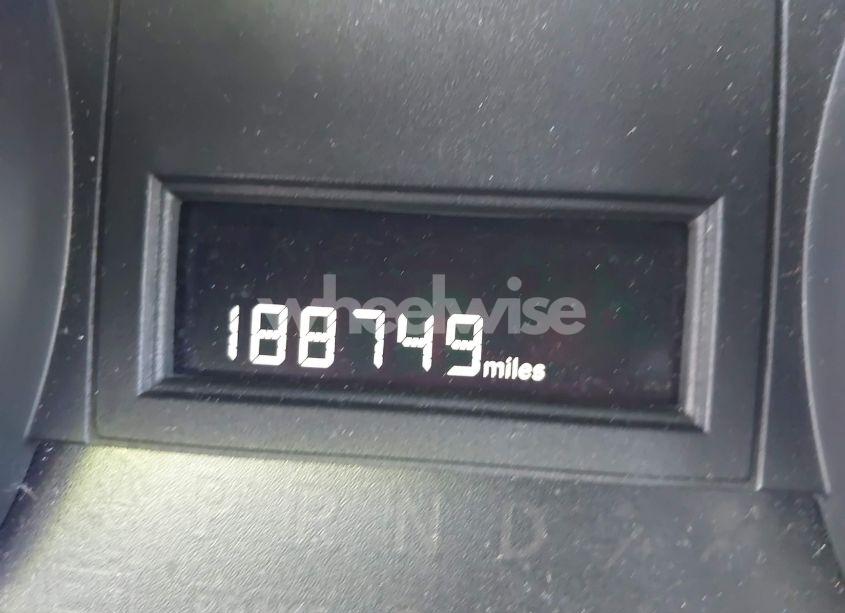 wheelwise
188749 miles
R N D